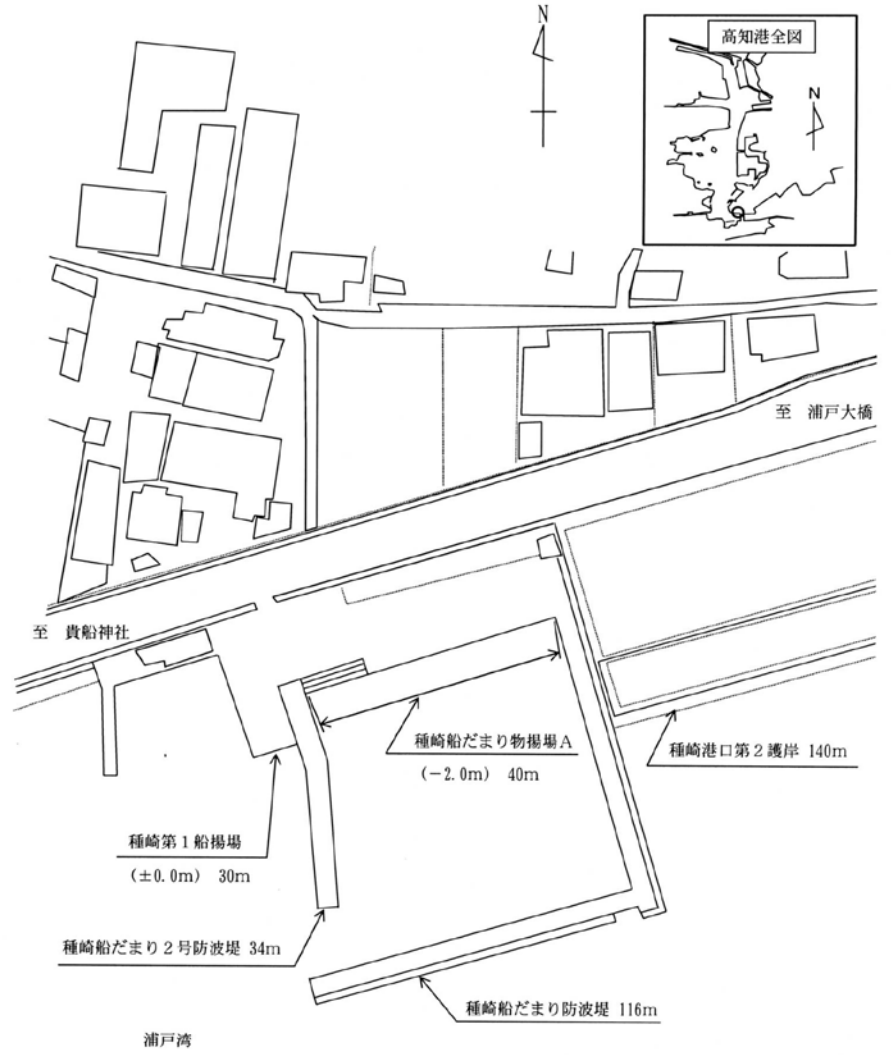 N
高知港全図
N
至 浦戸大橋
至 貴船神社
種崎船だまり物揚場A
(-2.0m) 40m
種崎港口第2護岸 140m
種崎第1船揚場
(±0.0m) 30m
種崎船だまり2号防波堤 34m
種崎船だまり防波堤 116m
浦戸湾